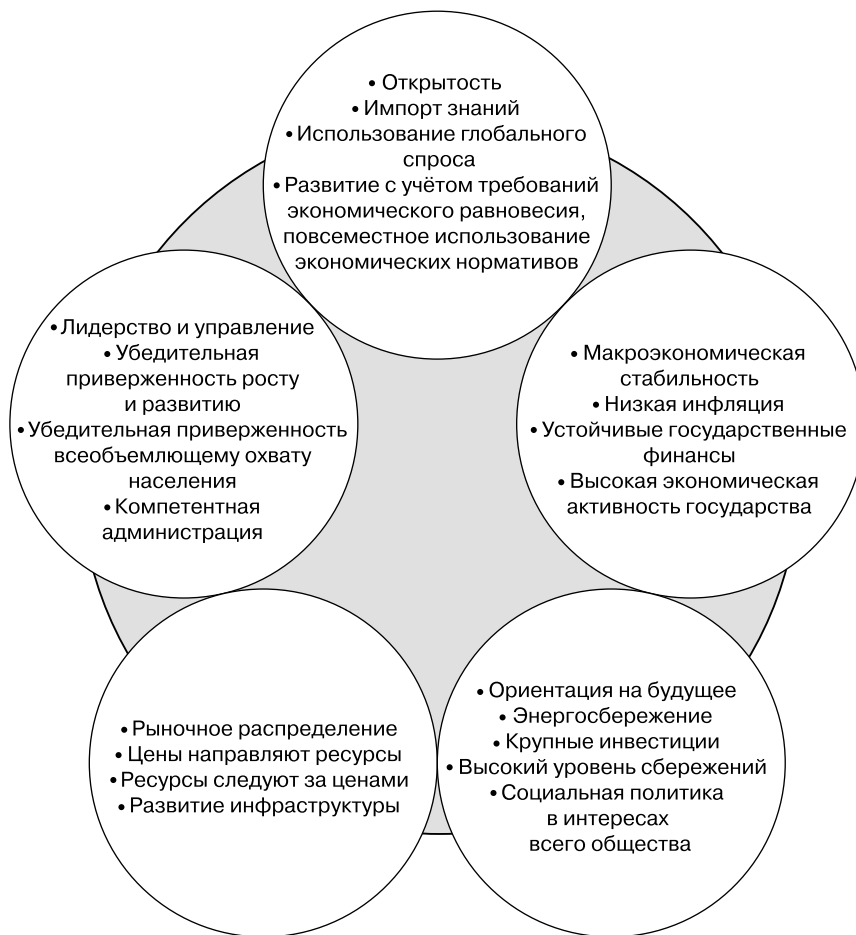 • Открытость
• Импорт знаний
• Использование глобального
спроса
• Развитие с учётом требований
экономического равновесия,
повсеместное использование
экономических нормативов
• Лидерство и управление
• Убедительная
приверженность росту
и развитию
• Убедительная приверженность
всеобъемлющему охвату
населения
• Компетентная
администрация
• Макроэкономическая
стабильность
• Низкая инфляция
• Устойчивые государственные
финансы
• Высокая экономическая
активность государства
• Рыночное распределение
• Цены направляют ресурсы
• Ресурсы следуют за ценами
• Развитие инфраструктуры
• Ориентация на будущее
• Энергосбережение
• Крупные инвестиции
• Высокий уровень сбережений
• Социальная политика
в интересах
всего общества